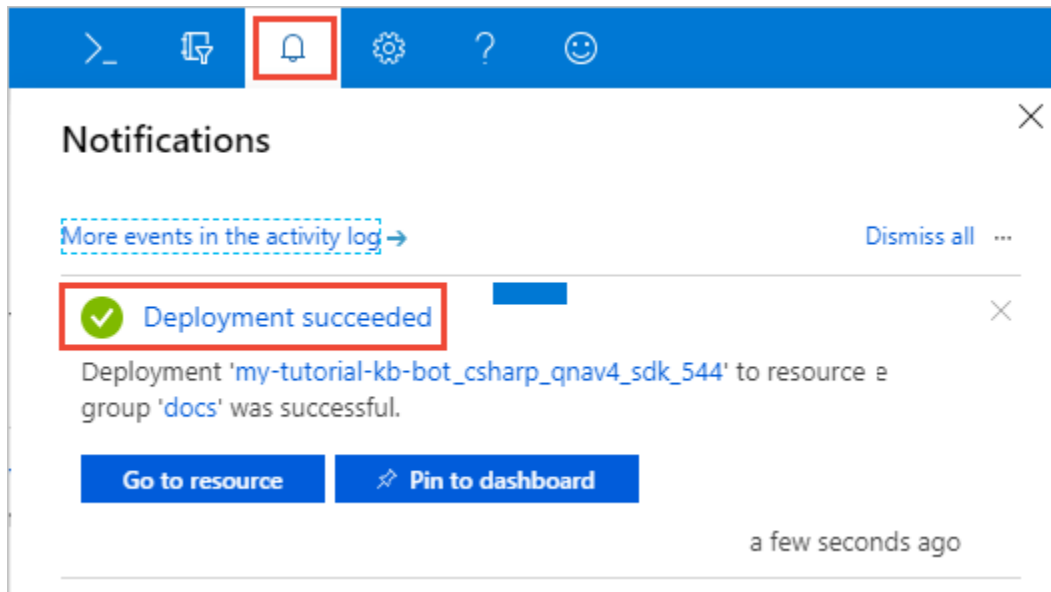 Notifications
More events in the activity log →
Dismiss all ...
Deployment succeeded
Deployment 'my-tutorial-kb-bot_csharp_qnav4_sdk_544' to resource e
group 'docs' was successful.
Go to resource
Pin to dashboard
a few seconds ago